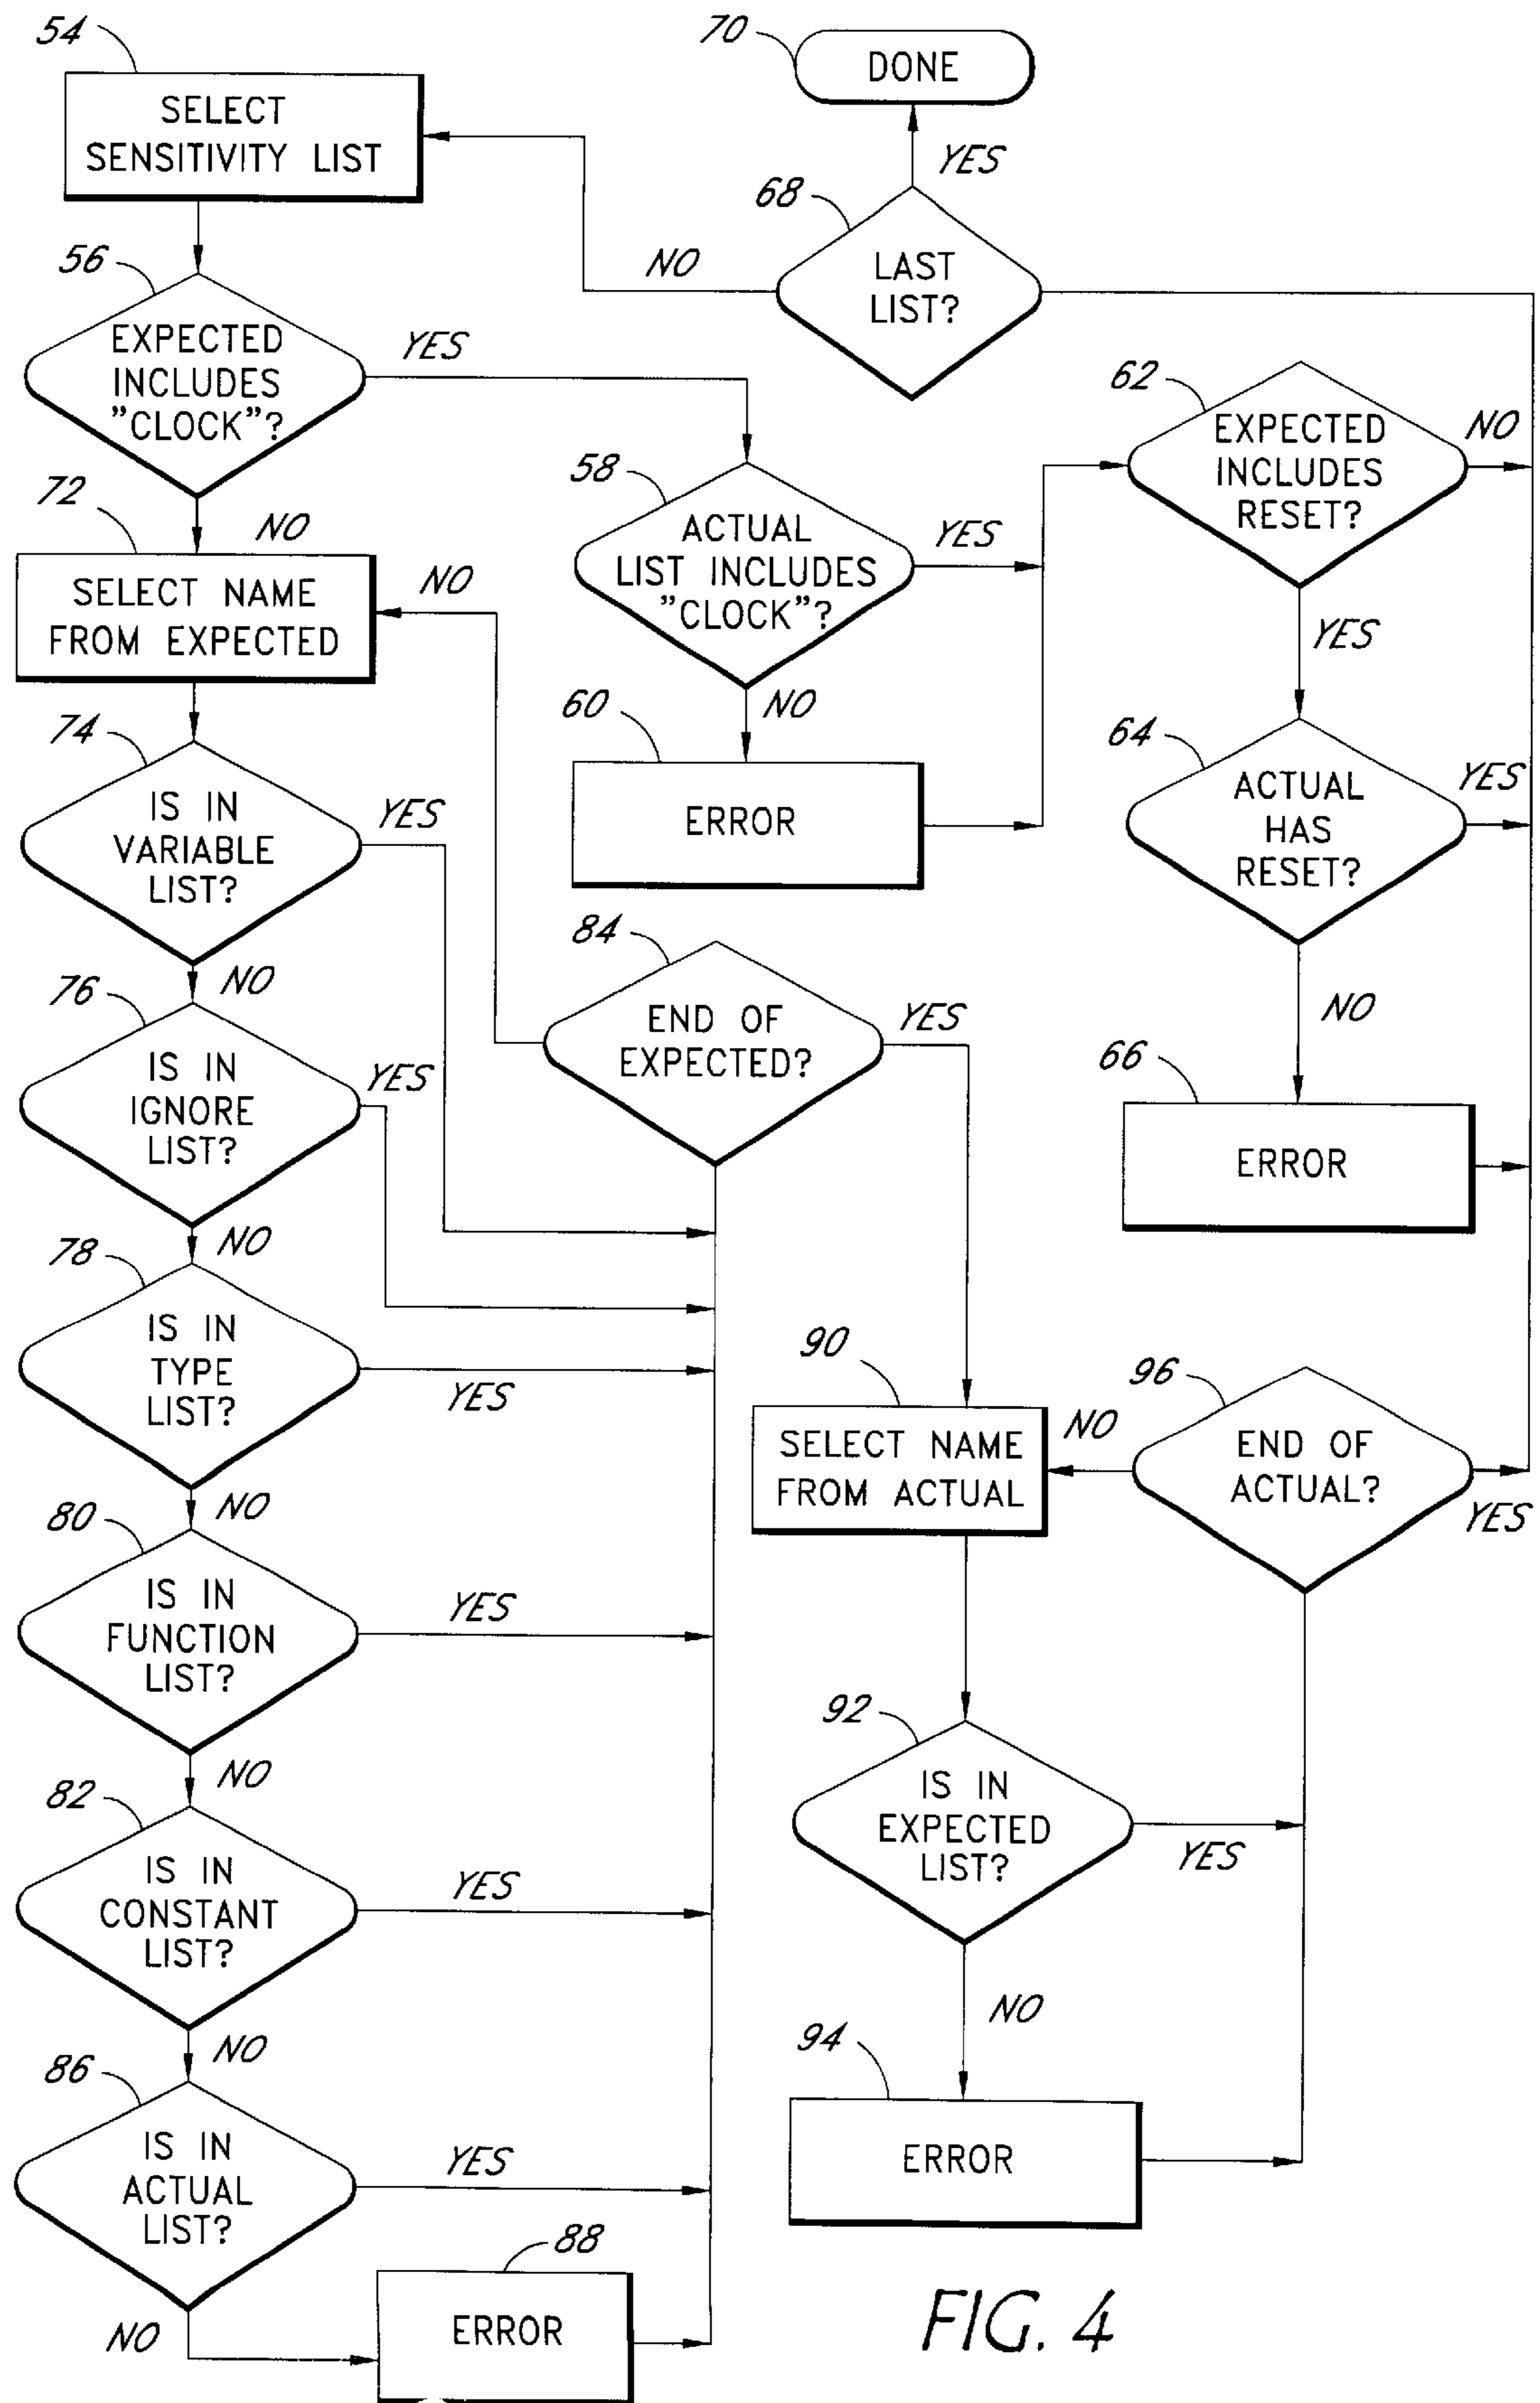 54
SELECT
SENSITIVITY LIST
70
DONE
YES
68
LAST
LIST?
NO
56
EXPECTED
INCLUDES
"CLOCK"?
YES
NO
58
ACTUAL
LIST INCLUDES
"CLOCK"?
YES
NO
60
ERROR
62
EXPECTED
INCLUDES
RESET?
NO
YES
64
ACTUAL
HAS
RESET?
YES
NO
66
ERROR
72
SELECT NAME
FROM EXPECTED
NO
74
IS IN
VARIABLE
LIST?
YES
NO
76
IS IN
IGNORE
LIST?
YES
NO
78
IS IN
TYPE
LIST?
YES
NO
80
IS IN
FUNCTION
LIST?
YES
NO
82
IS IN
CONSTANT
LIST?
YES
NO
86
IS IN
ACTUAL
LIST?
YES
NO
88
ERROR
84
END OF
EXPECTED?
YES
90
SELECT NAME
FROM ACTUAL
NO
96
END OF
ACTUAL?
YES
92
IS IN
EXPECTED
LIST?
YES
NO
94
ERROR
FIG. 4